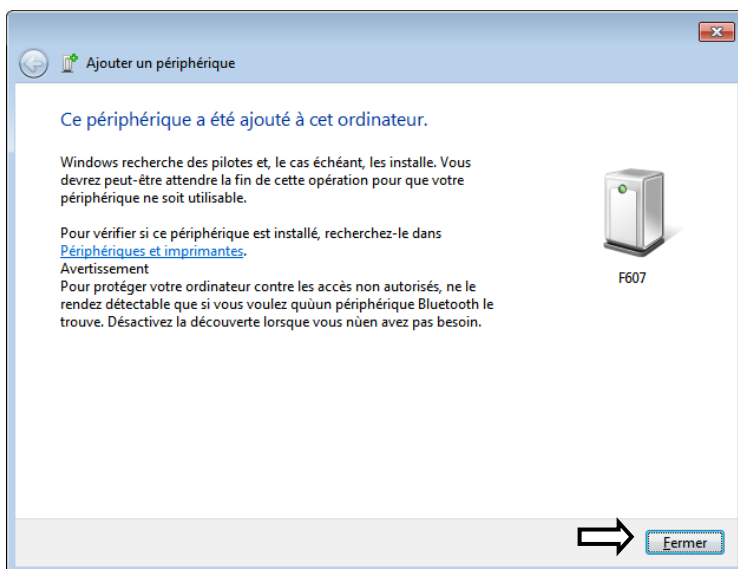 Ajouter un périphérique
Ce périphérique a été ajouté à cet ordinateur.
Windows recherche des pilotes et, le cas échéant, les installe. Vous
devrez peut-être attendre la fin de cette opération pour que votre
périphérique ne soit utilisable.
Pour vérifier si ce périphérique est installé, recherchez-le dans
Périphériques et imprimantes.
Avertissement
Pour protéger votre ordinateur contre les accès non autorisés, ne le
rendez détectable que si vous voulez quùun périphérique Bluetooth le
trouve. Désactivez la découverte lorsque vous nùen avez pas besoin.
F607
Fermer